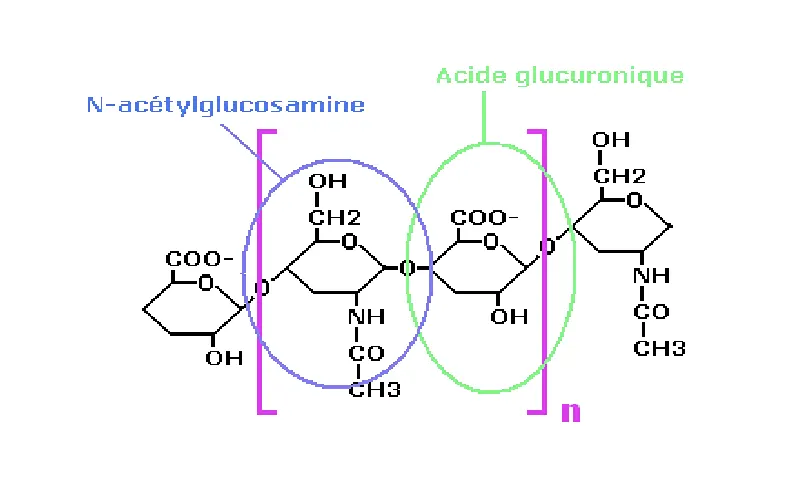 Acide glucuronique
N-acétylglucosamine
OH
CH2
OH
CH2
O
COO-
O
O
O
COO-
O
O
O
NH
OH
NH
OH
CO
CO
CH3
CH3
n